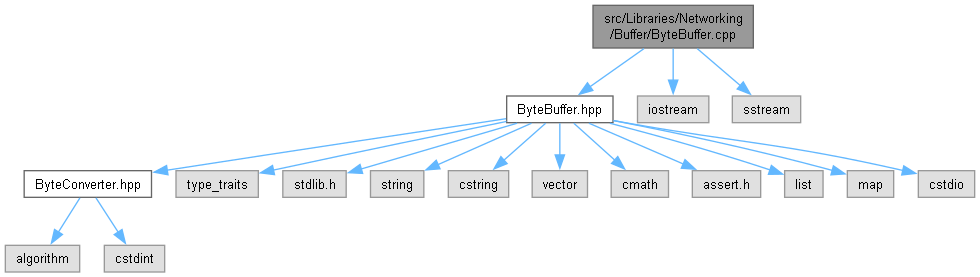 src/Libraries/Networking
/Buffer/ByteBuffer.cpp
ByteBuffer.hpp
iostream
sstream
ByteConverter.hpp
type_traits
stdlib.h
string
cstring
vector
cmath
assert.h
list
map
cstdio
algorithm
cstdint